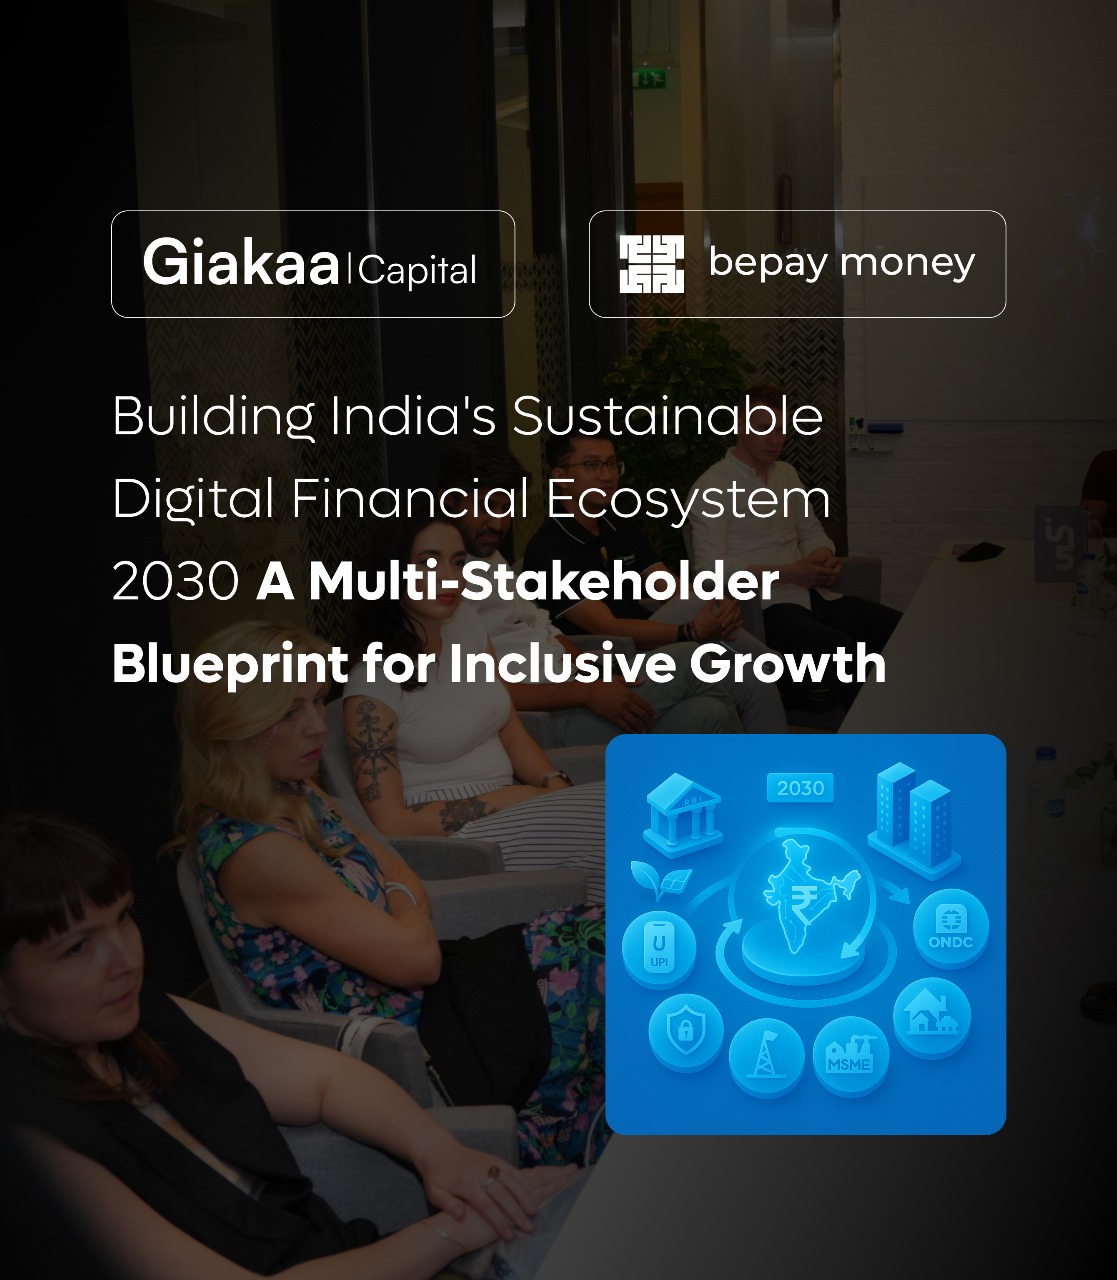 Giakaa | Capital
bepay money
Building India's Sustainable
Digital Financial Ecosystem
2030 A Multi-Stakeholder
Blueprint for Inclusive Growth
2030
RBI
₹
U
UPI
ONDC
MSME